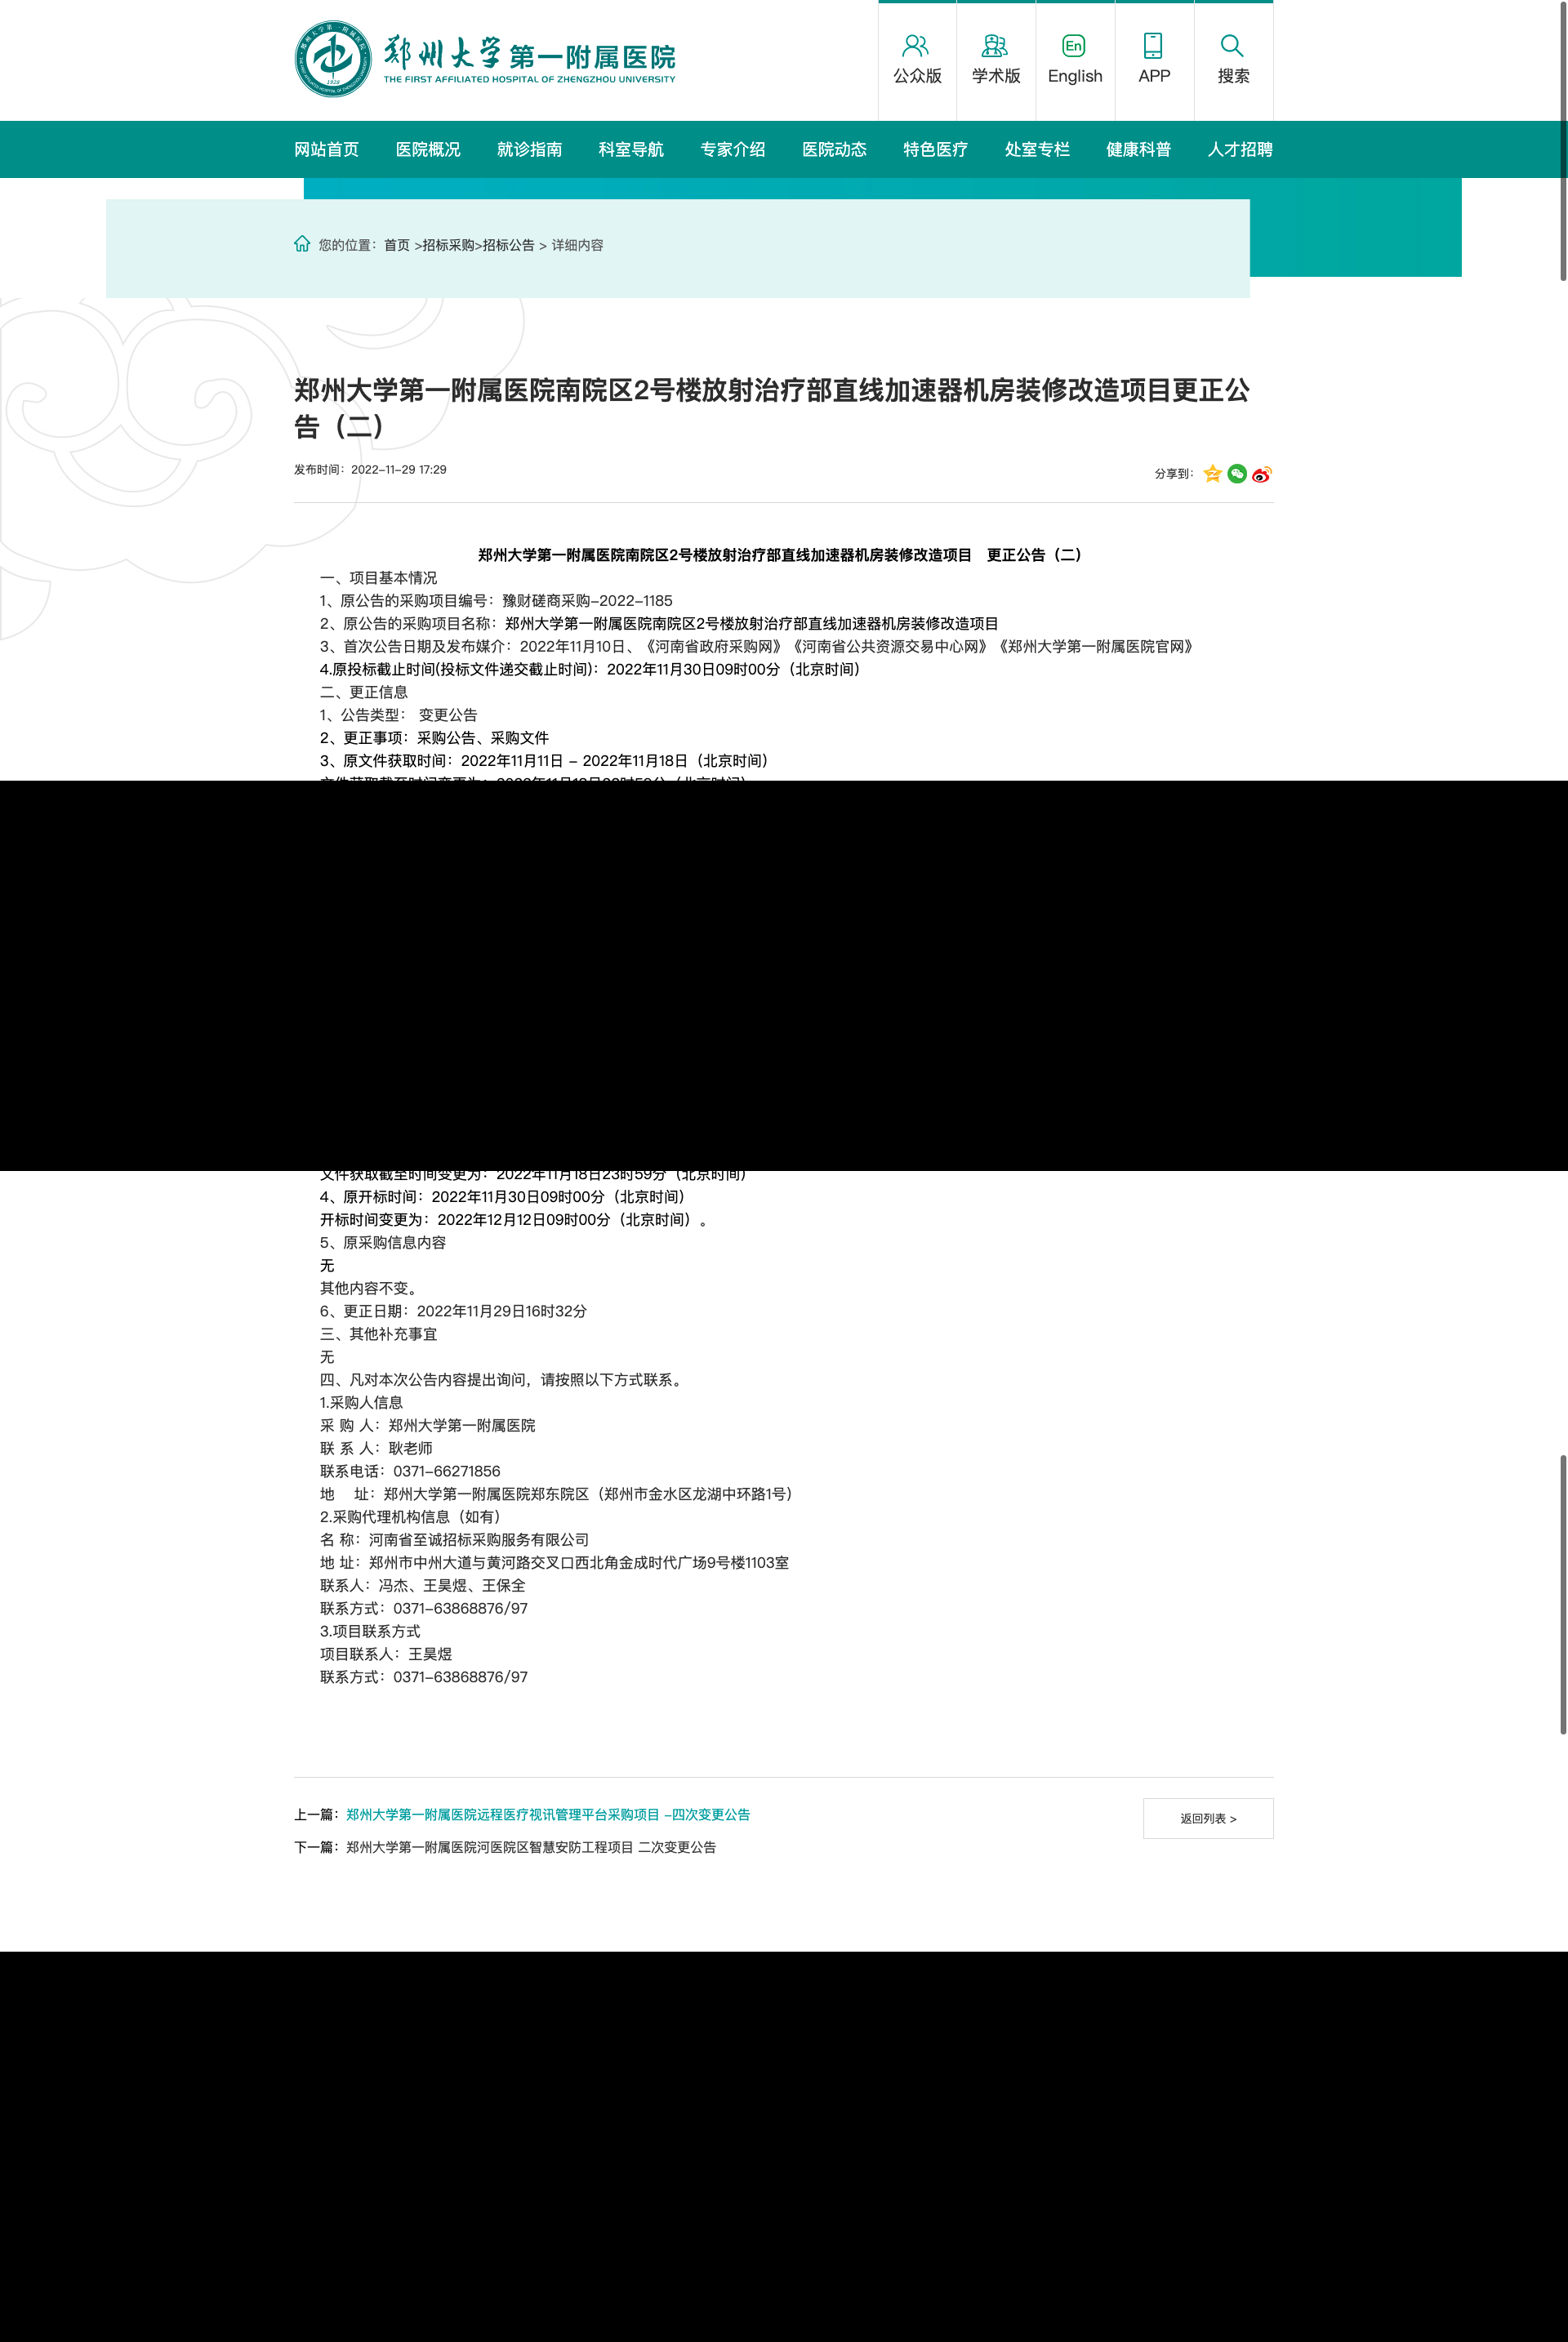 郑州大学第一附属医院
THE FIRST AFFILIATED HOSPITAL OF ZHENGZHOU UNIVERSITY
公众版
学术版
En
English
APP
搜索
网站首页 医院概况 就诊指南 科室导航 专家介绍 医院动态 特色医疗 处室专栏 健康科普 人才招聘
您的位置：首页 >招标采购>招标公告 > 详细内容
郑州大学第一附属医院南院区2号楼放射治疗部直线加速器机房装修改造项目更正公
告（二）
发布时间：2022-11-29 17:29
分享到：
郑州大学第一附属医院南院区2号楼放射治疗部直线加速器机房装修改造项目 更正公告（二）
一、项目基本情况
1、原公告的采购项目编号：豫财磋商采购-2022-1185
2、原公告的采购项目名称：郑州大学第一附属医院南院区2号楼放射治疗部直线加速器机房装修改造项目
3、首次公告日期及发布媒介：2022年11月10日、《河南省政府采购网》《河南省公共资源交易中心网》《郑州大学第一附属医院官网》
4.原投标截止时间(投标文件递交截止时间)：2022年11月30日09时00分（北京时间）
二、更正信息
1、公告类型： 变更公告
2、更正事项：采购公告、采购文件
3、原文件获取时间：2022年11月11日 - 2022年11月18日（北京时间）
文件获取截至时间变更为：2022年11月18日23时59分（北京时间）
4、原开标时间：2022年11月30日09时00分（北京时间）
开标时间变更为：2022年12月12日09时00分（北京时间）。
5、原采购信息内容
无
其他内容不变。
6、更正日期：2022年11月29日16时32分
三、其他补充事宜
无
四、凡对本次公告内容提出询问，请按照以下方式联系。
1.采购人信息
采 购 人：郑州大学第一附属医院
联 系 人：耿老师
联系电话：0371-66271856
地 址：郑州大学第一附属医院郑东院区（郑州市金水区龙湖中环路1号）
2.采购代理机构信息（如有）
名 称：河南省至诚招标采购服务有限公司
地 址：郑州市中州大道与黄河路交叉口西北角金成时代广场9号楼1103室
联系人：冯杰、王昊煜、王保全
联系方式：0371-63868876/97
3.项目联系方式
项目联系人：王昊煜
联系方式：0371-63868876/97
上一篇：郑州大学第一附属医院远程医疗视讯管理平台采购项目 -四次变更公告
返回列表 >
下一篇：郑州大学第一附属医院河医院区智慧安防工程项目 二次变更公告